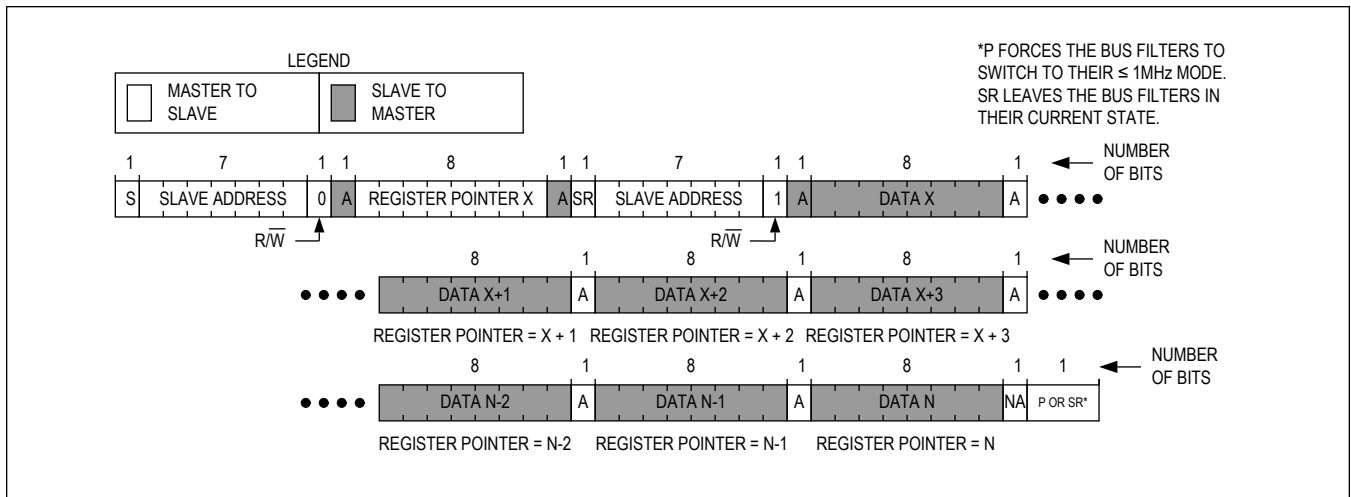 LEGEND
MASTER TO SLAVE
SLAVE TO MASTER
*P FORCES THE BUS FILTERS TO
SWITCH TO THEIR ≤ 1MHz MODE.
SR LEAVES THE BUS FILTERS IN
THEIR CURRENT STATE.
1 7 1 1 8 1 1 7 1 1 8 1 NUMBER OF BITS
S SLAVE ADDRESS 0 A REGISTER POINTER X A SR SLAVE ADDRESS 1 A DATA X A
R/W̅ R/W̅
8 1 8 1 8 1 NUMBER OF BITS
DATA X+1 A DATA X+2 A DATA X+3 A
REGISTER POINTER = X + 1 REGISTER POINTER = X + 2 REGISTER POINTER = X + 3
8 1 8 1 8 1 1 NUMBER OF BITS
DATA N-2 A DATA N-1 A DATA N NA P OR SR*
REGISTER POINTER = N-2 REGISTER POINTER = N-1 REGISTER POINTER = N